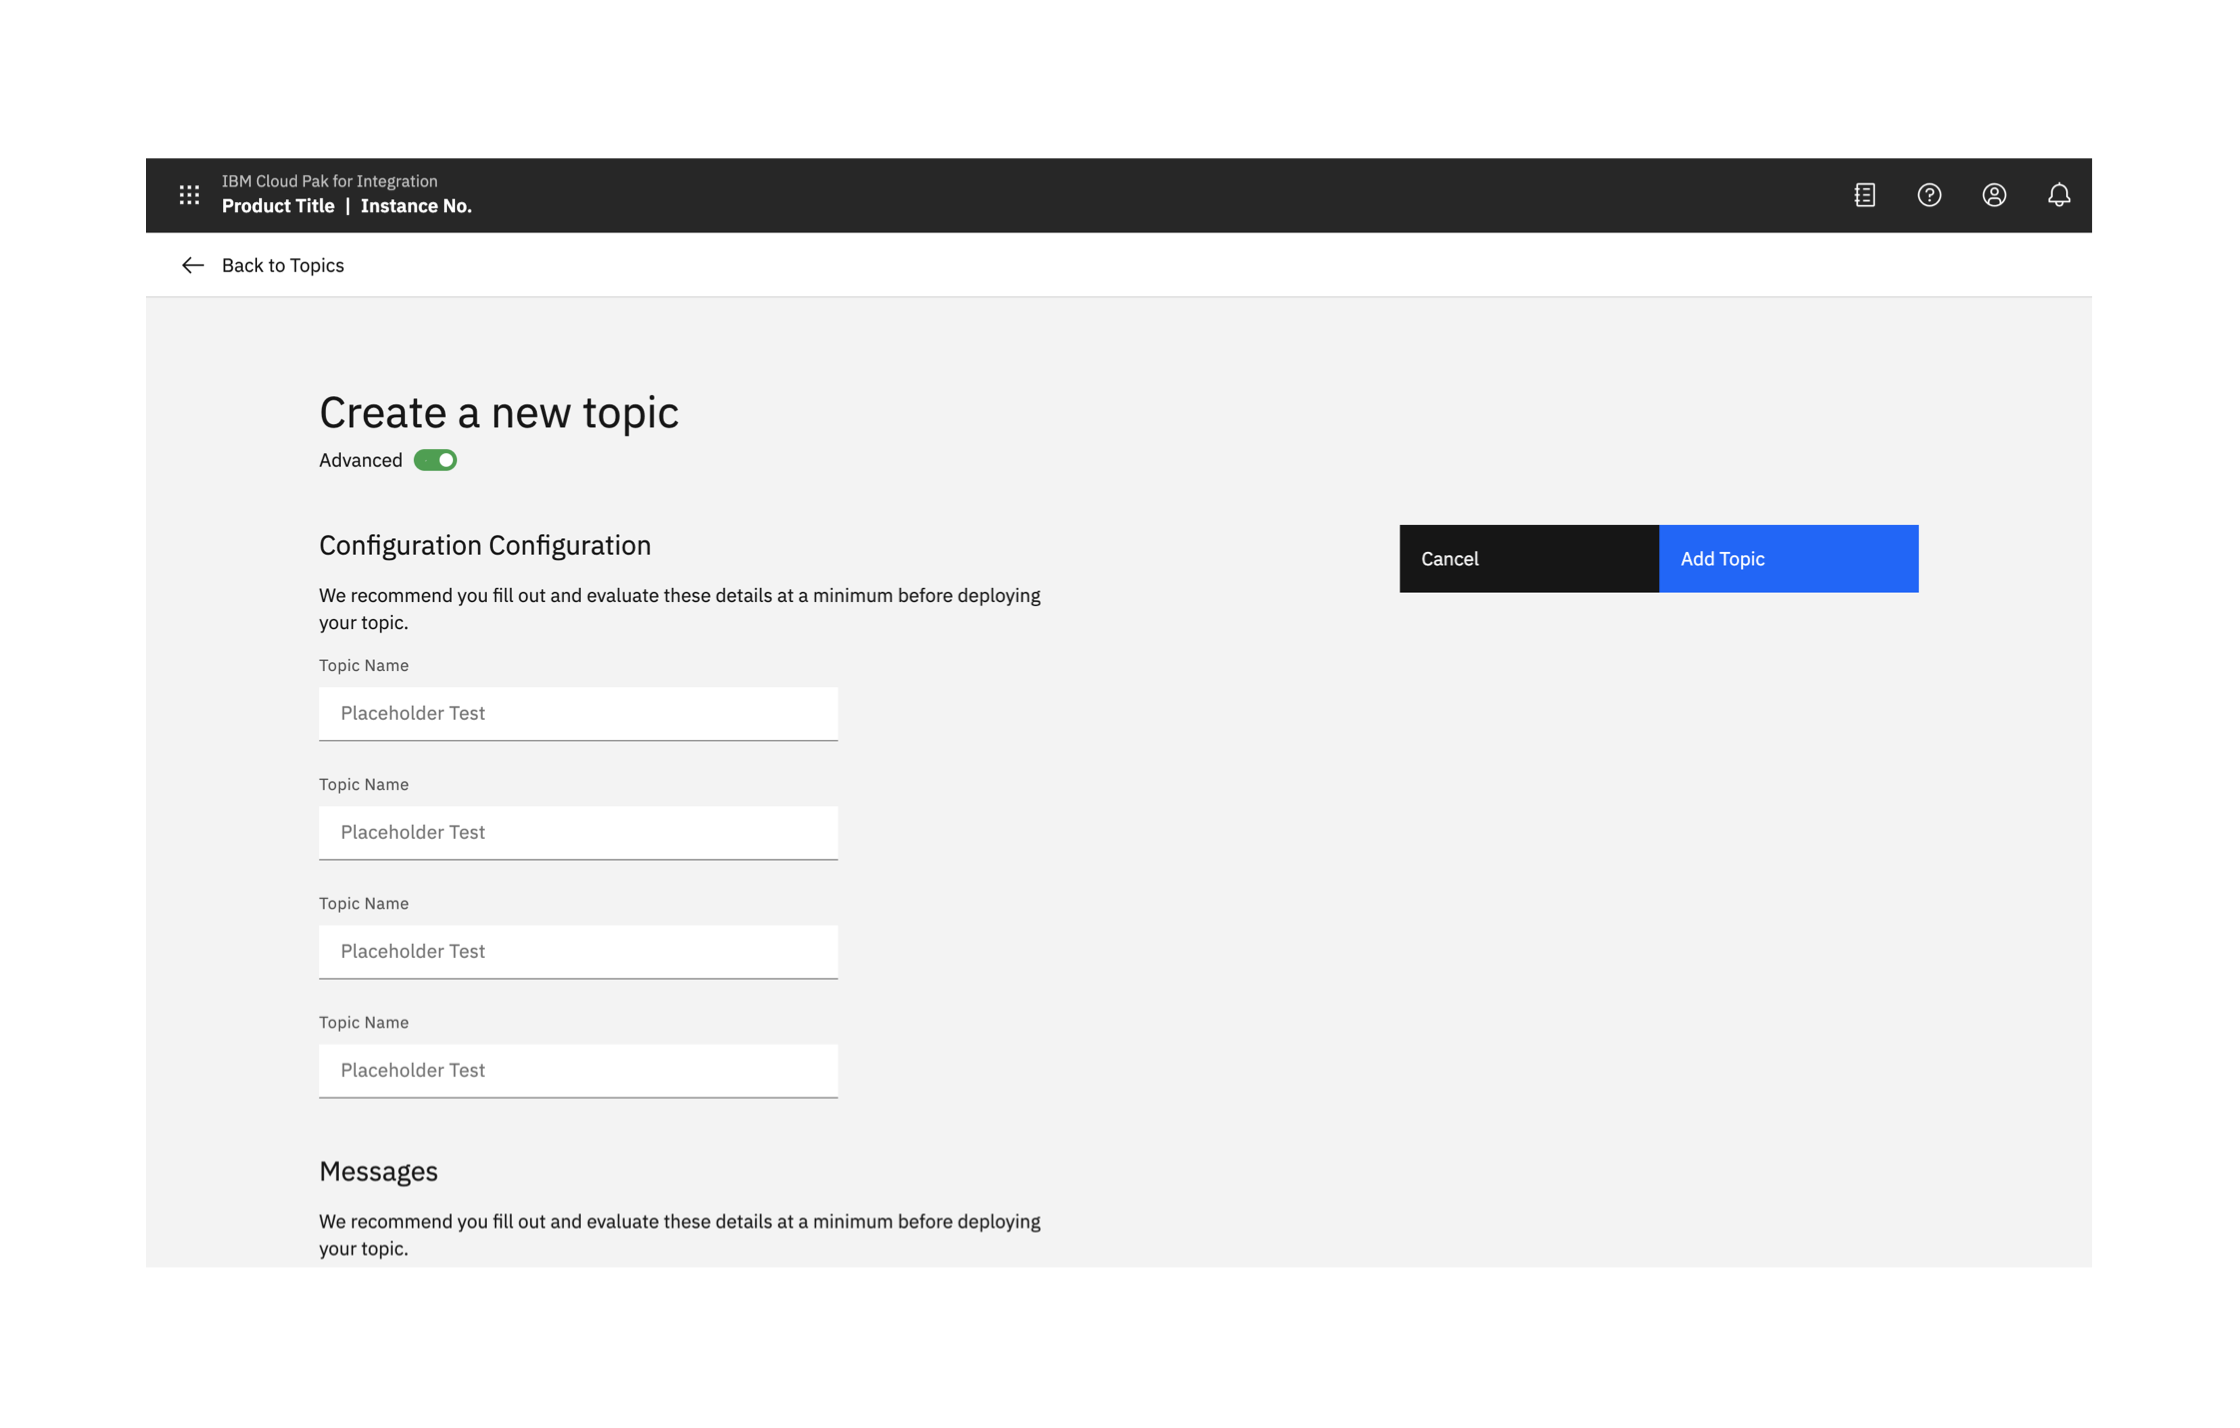 IBM Cloud Pak for Integration
Product Title | Instance No.
Back to Topics
Create a new topic
Advanced
Configuration Configuration
Cancel
Add Topic
We recommend you fill out and evaluate these details at a minimum before deploying
your topic.
Topic Name
Placeholder Test
Topic Name
Placeholder Test
Topic Name
Placeholder Test
Topic Name
Placeholder Test
Messages
We recommend you fill out and evaluate these details at a minimum before deploying
your topic.